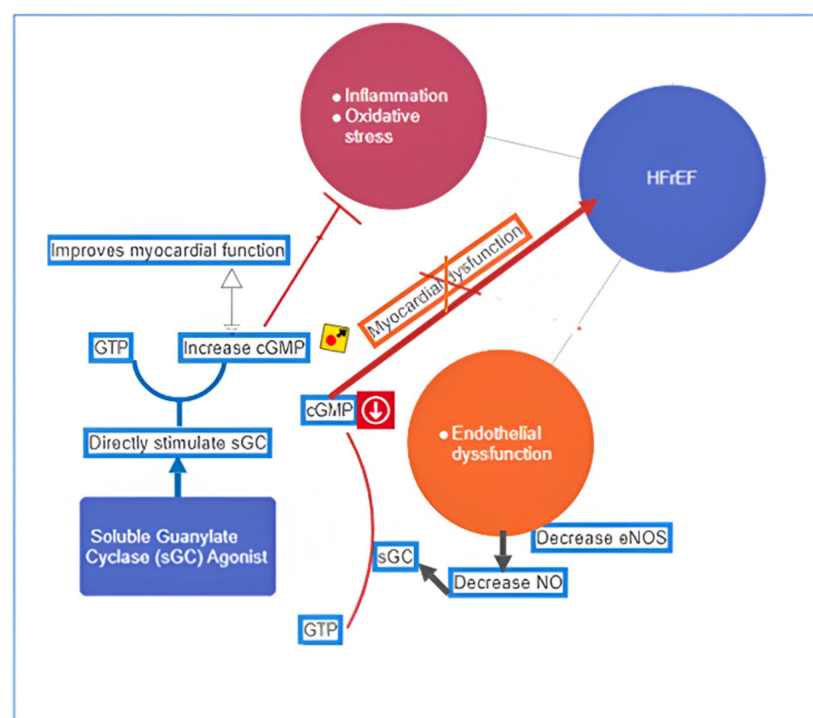 ● Inflammation
● Oxidative
stress
HFrEF
Improves myocardial function
Myocardial dysfunction
GTP
Increase cGMP
cGMP
Directly stimulate sGC
● Endothelial
dyssfunction
Soluble Guanylate
Cyclase (sGC) Agonist
Decrease eNOS
sGC
Decrease NO
GTP